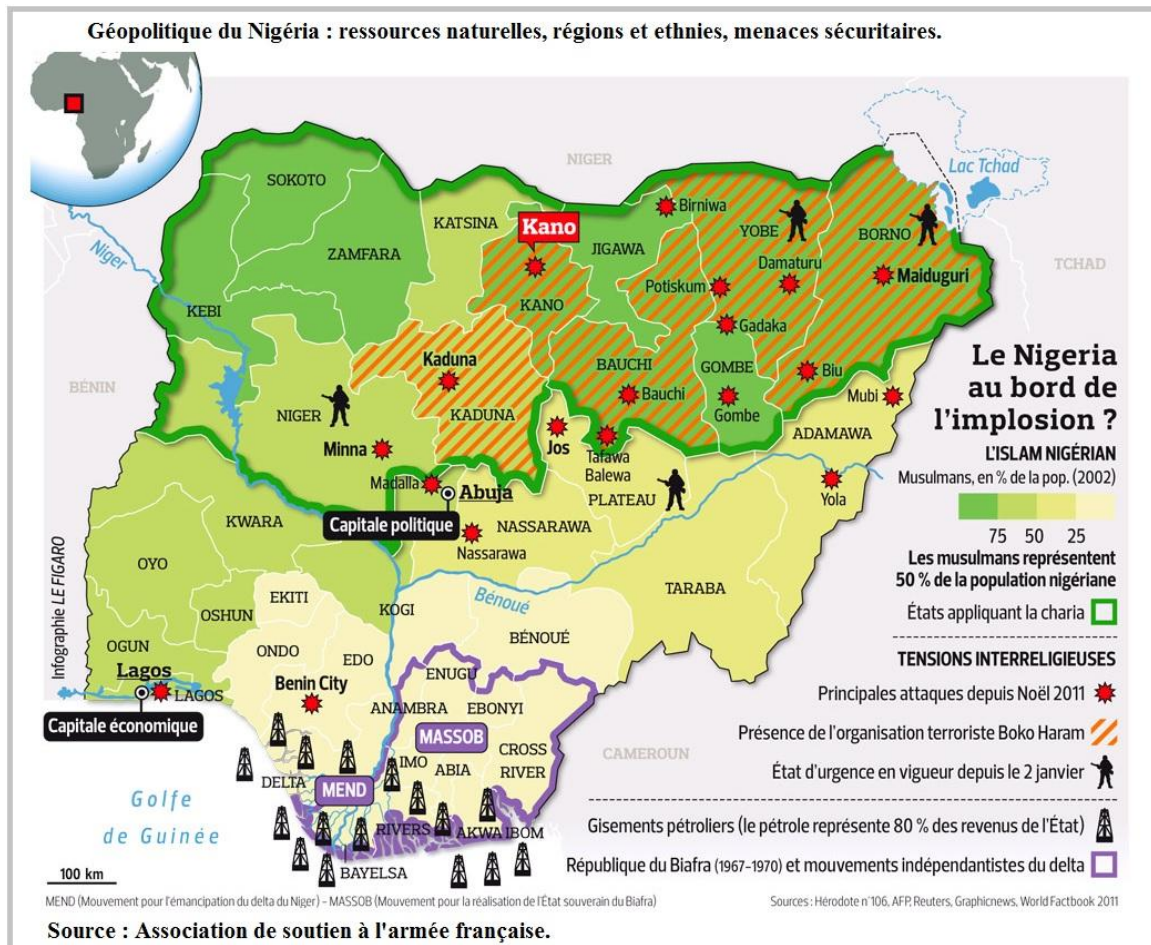 Géopolitique du Nigéria : ressources naturelles, régions et ethnies, menaces sécuritaires.
NIGER
Lac Tchad
SOKOTO
KATSINA
Birniwa
Kano
YOBE
BORNO
Niger
ZAMFARA
JIGAWA
Damaturu
TCHAD
Maiduguri
Potiskum
KANO
KEBI
Gadaka
BAUCHI
GOMBE
Kaduna
Biu
BÉNIN
Bauchi
Mubi
NIGER
KADUNA
Gombe
ADAMAWA
Jos
Minna
Tafawa
Balewa
Madalla
Abuja
PLATEAU
Yola
Capitale politique
KWARA
NASSARAWA
Nassarawa
OYO
TARABA
EKITI
Bénoué
OSHUN
KOGI
BÉNOUÉ
OGUN
ONDO
EDO
ENUGU
Lagos
LAGOS
Benin City
ANAMBRA
EBONYI
Capitale économique
MASSOB
CROSS
RIVER
CAMEROUN
IMO
ABIA
DELTA
MEND
Golfe
de Guinée
RIVERS
AKWA IBOM
BAYELSA
100 km
Infographie LE FIGARO
Le Nigeria
au bord de
l'implosion ?
L'ISLAM NIGÉRIAN
Musulmans, en % de la pop. (2002)
75 50 25
Les musulmans représentent
50 % de la population nigériane
États appliquant la charia
TENSIONS INTERRELIGIEUSES
Principales attaques depuis Noël 2011
Présence de l'organisation terroriste Boko Haram
État d'urgence en vigueur depuis le 2 janvier
Gisements pétroliers (le pétrole représente 80 % des revenus de l'État)
République du Biafra (1967-1970) et mouvements indépendantistes du delta
MEND (Mouvement pour l'émancipation du delta du Niger) - MASSOB (Mouvement pour la réalisation de l'État souverain du Biafra)
Sources : Hérodote n°106, AFP, Reuters, Graphicnews, World Factbook 2011
Source : Association de soutien à l'armée française.